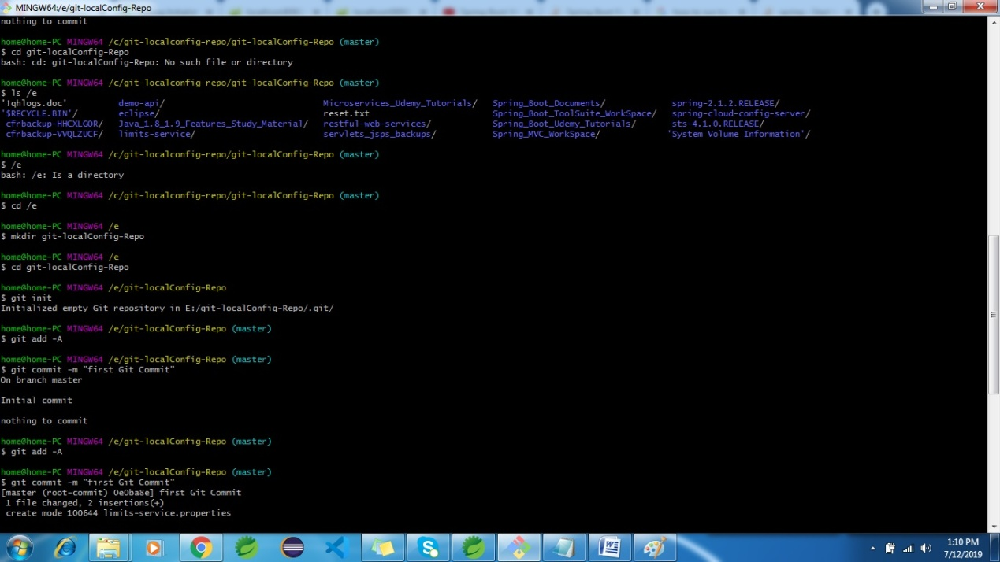 MINGW64:/e/git-localConfig-Repo
nothing to commit
home@home-PC MINGW64 /c/git-localconfig-repo/git-localConfig-Repo (master)
$ cd git-localConfig-Repo
bash: cd: git-localConfig-Repo: No such file or directory
home@home-PC MINGW64 /c/git-localconfig-repo/git-localConfig-Repo (master)
$ ls /e
'!qhlogs.doc' demo-api/ Microservices_Udemy_Tutorials/ Spring_Boot_Documents/ spring-2.1.2.RELEASE/
'$RECYCLE.BIN'/ eclipse/ reset.txt Spring_Boot_ToolSuite_WorkSpace/ spring-cloud-config-server/
cfrbackup-HHCXLGOR/ Java_1.8_1.9_Features_Study_Material/ restful-web-services/ Spring_Boot_Udemy_Tutorials/ sts-4.1.0.RELEASE/
cfrbackup-VVQLZUCF/ limits-service/ servlets_jsps_backups/ Spring_MVC_WorkSpace/ 'System Volume Information'/
home@home-PC MINGW64 /c/git-localconfig-repo/git-localConfig-Repo (master)
$ /e
bash: /e: Is a directory
home@home-PC MINGW64 /c/git-localconfig-repo/git-localConfig-Repo (master)
$ cd /e
home@home-PC MINGW64 /e
$ mkdir git-localConfig-Repo
home@home-PC MINGW64 /e
$ cd git-localConfig-Repo
home@home-PC MINGW64 /e/git-localConfig-Repo
$ git init
Initialized empty Git repository in E:/git-localConfig-Repo/.git/
home@home-PC MINGW64 /e/git-localConfig-Repo (master)
$ git add -A
home@home-PC MINGW64 /e/git-localConfig-Repo (master)
$ git commit -m "first Git Commit"
On branch master
Initial commit
nothing to commit
home@home-PC MINGW64 /e/git-localConfig-Repo (master)
$ git add -A
home@home-PC MINGW64 /e/git-localConfig-Repo (master)
$ git commit -m "first Git Commit"
[master (root-commit) 0e0ba8e] first Git Commit
1 file changed, 2 insertions(+)
create mode 100644 limits-service.properties
1:10 PM
7/12/2019